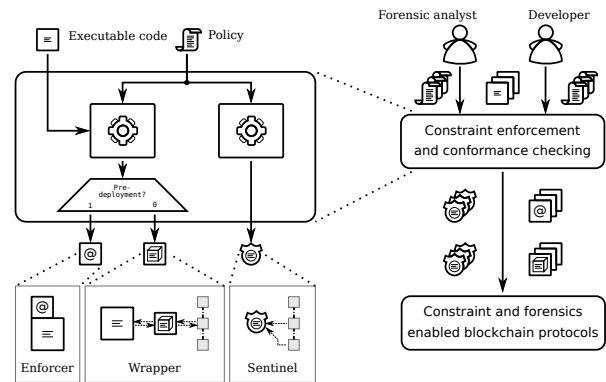 Forensic analyst
Developer
Executable code
Policy
Constraint enforcement
and conformance checking
Pre-
deployment?
1
0
@
@
@
Constraint and forensics
enabled blockchain protocols
Enforcer
Wrapper
Sentinel